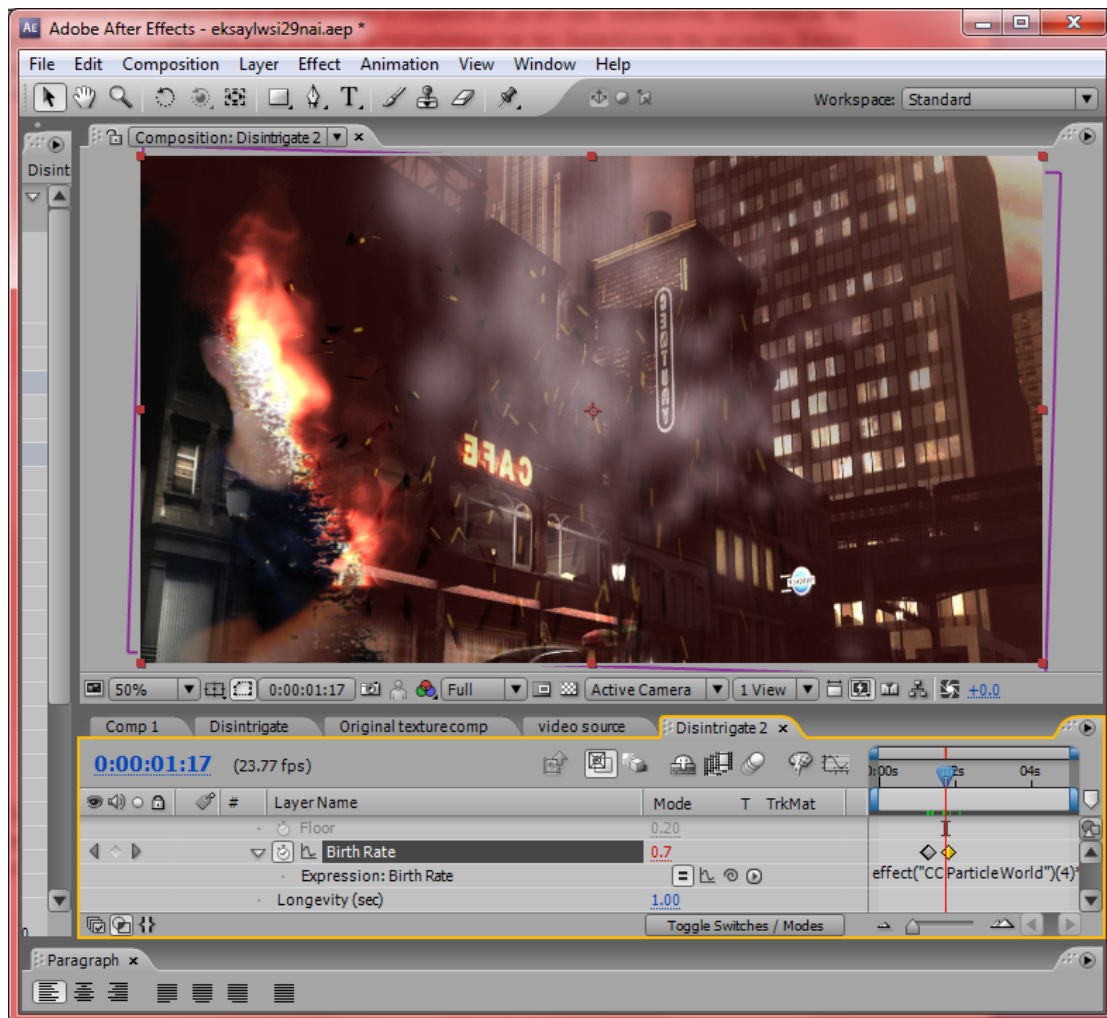 Adobe After Effects - eksaylwsi29nai.aep *
File Edit Composition Layer Effect Animation View Window Help
Workspace: Standard
Composition: Disintrigate 2
Disint
CAFE
50% 0:00:01:17 Full Active Camera 1 View +0.0
Comp 1 Disintrigate Original texture comp video source Disintrigate 2
0:00:01:17 (23.77 fps)
):00s 2s 04s
# Layer Name Mode T TrkMat
Floor 0.20
Birth Rate 0.7
Expression: Birth Rate effect("CC Particle World")(4)*
Longevity (sec) 1.00
Toggle Switches / Modes
Paragraph